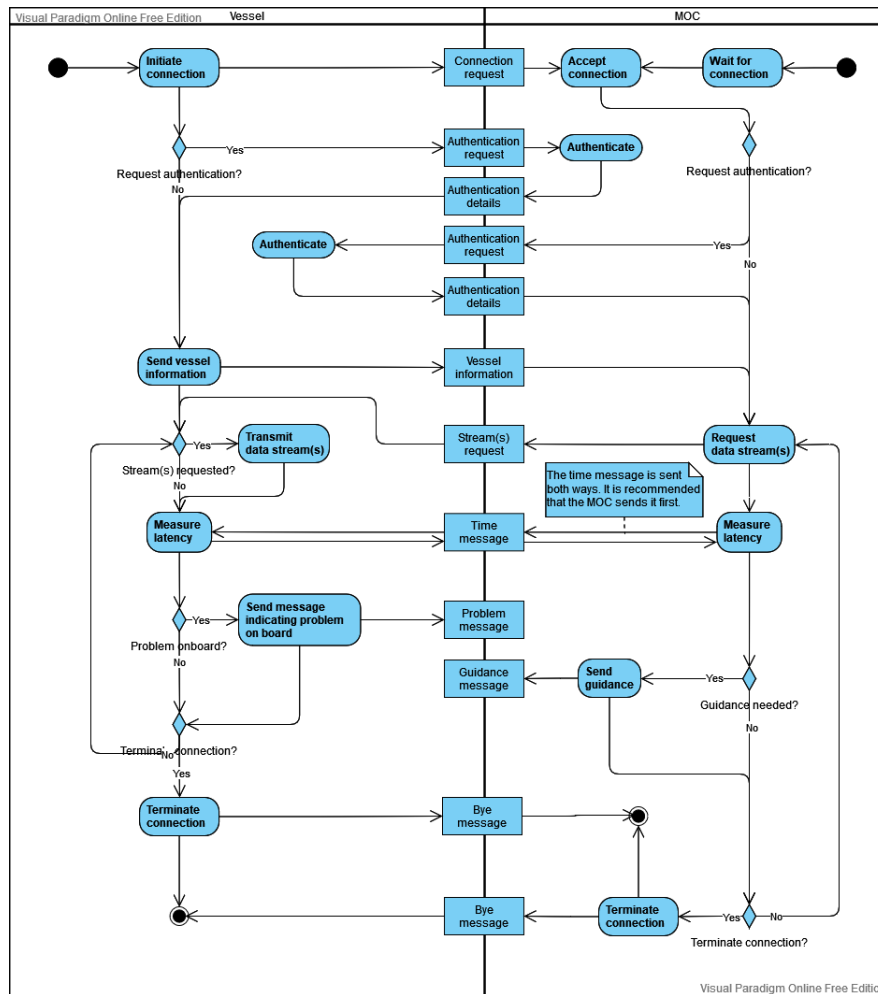 Visual Paradigm Online Free Edition
Vessel
MOC
Initiate
connection
Connection
request
Accept
connection
Wait for
connection
Yes
Request authentication?
No
Authentication
request
Authenticate
Request authentication?
Authentication
details
Authenticate
Authentication
request
Yes
No
Authentication
details
Send vessel
information
Vessel
information
Yes
Transmit
data stream(s)
Stream(s)
request
Request
data stream(s)
Stream(s) requested?
No
The time message is sent
both ways. It is recommended
that the MOC sends it first.
Measure
latency
Time
message
Measure
latency
Yes
Send message
indicating problem
on board
Problem
message
Problem onboard?
No
Guidance
message
Send
guidance
Yes
Guidance needed?
No
connection?
No
Yes
Terminate
connection
Bye
message
Bye
message
Terminate
connection
Yes
No
Terminate connection?
Visual Paradigm Online Free Editio